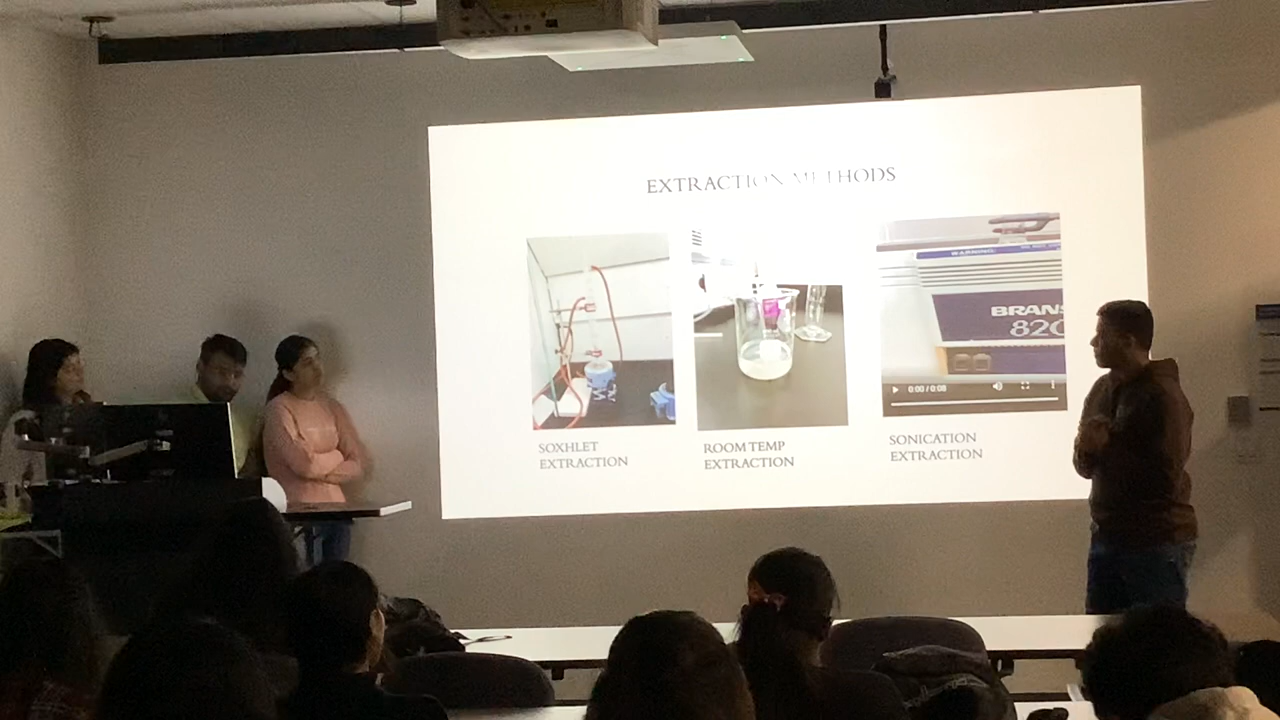 EXTRACTION METHODS
WARNING
BRANS
820
0:00 / 0:08
SOXHLET
EXTRACTION
ROOM TEMP
EXTRACTION
SONICATION
EXTRACTION